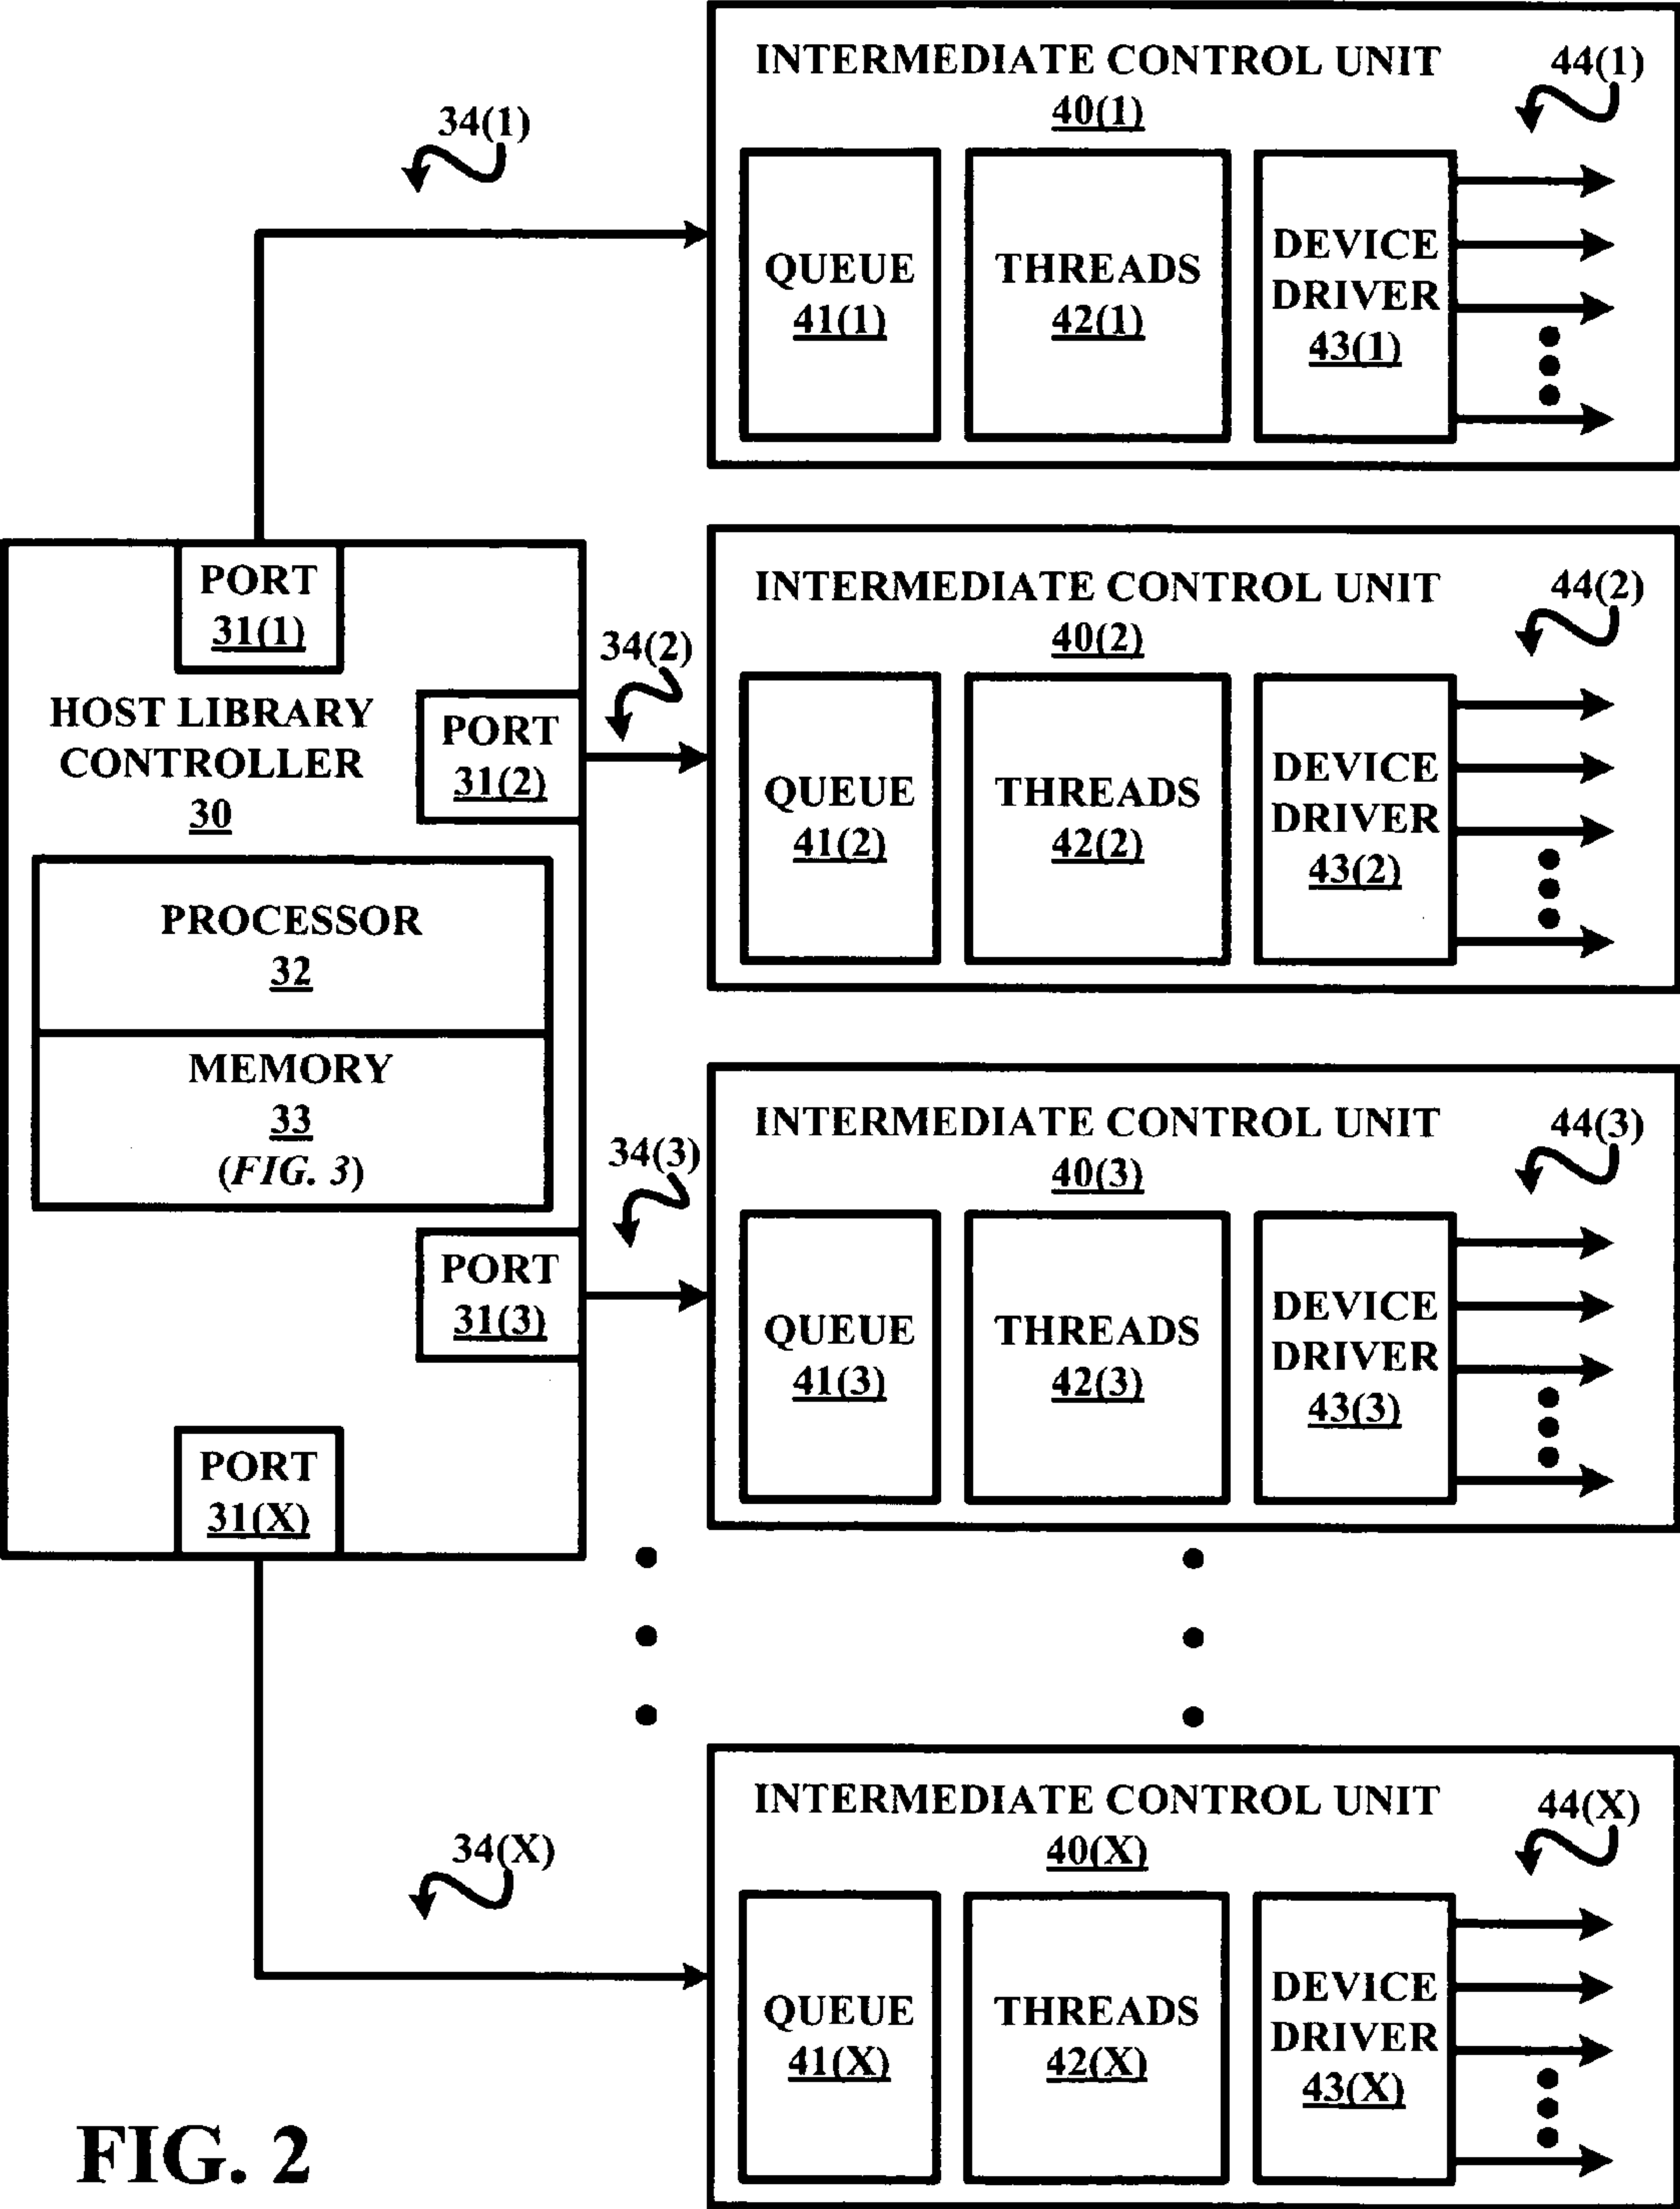 INTERMEDIATE CONTROL UNIT
40(1)
44(1)
34(1)
QUEUE
41(1)
THREADS
42(1)
DEVICE
DRIVER
43(1)
PORT
31(1)
HOST LIBRARY
CONTROLLER
30
PORT
31(2)
34(2)
PROCESSOR
32
MEMORY
33
(FIG. 3)
PORT
31(3)
34(3)
PORT
31(X)
34(X)
INTERMEDIATE CONTROL UNIT
40(2)
44(2)
QUEUE
41(2)
THREADS
42(2)
DEVICE
DRIVER
43(2)
INTERMEDIATE CONTROL UNIT
40(3)
44(3)
QUEUE
41(3)
THREADS
42(3)
DEVICE
DRIVER
43(3)
INTERMEDIATE CONTROL UNIT
40(X)
44(X)
QUEUE
41(X)
THREADS
42(X)
DEVICE
DRIVER
43(X)
FIG. 2